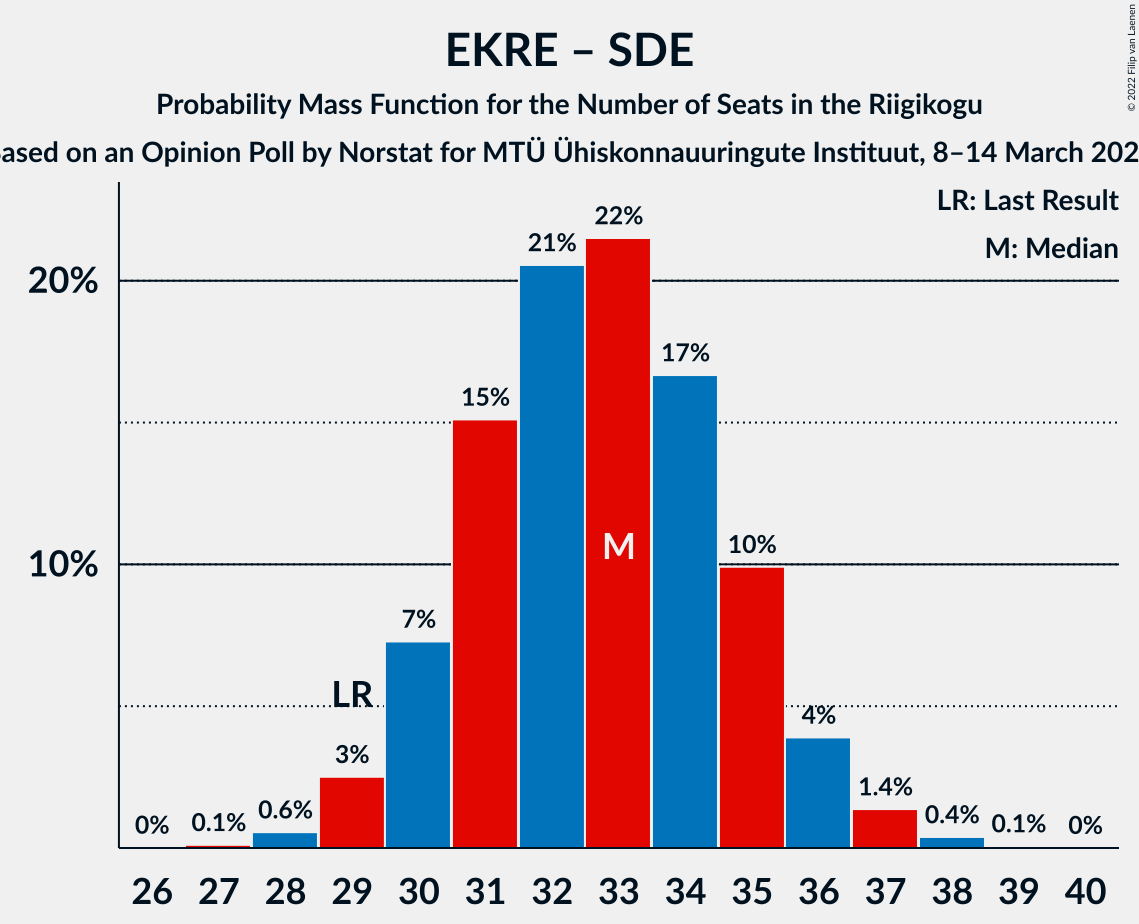 EKRE – SDE
Probability Mass Function for the Number of Seats in the Riigikogu
ased on an Opinion Poll by Norstat for MTÜ Ühiskonnauuringute Instituut, 8–14 March 202
© 2022 Filip van Laenen
LR: Last Result
M: Median
22%
21%
20%
17%
15%
M
10%
10%
7%
LR
4%
3%
1.4%
0% 0.1% 0.6% 0.4% 0.1% 0%
26 27 28 29 30 31 32 33 34 35 36 37 38 39 40